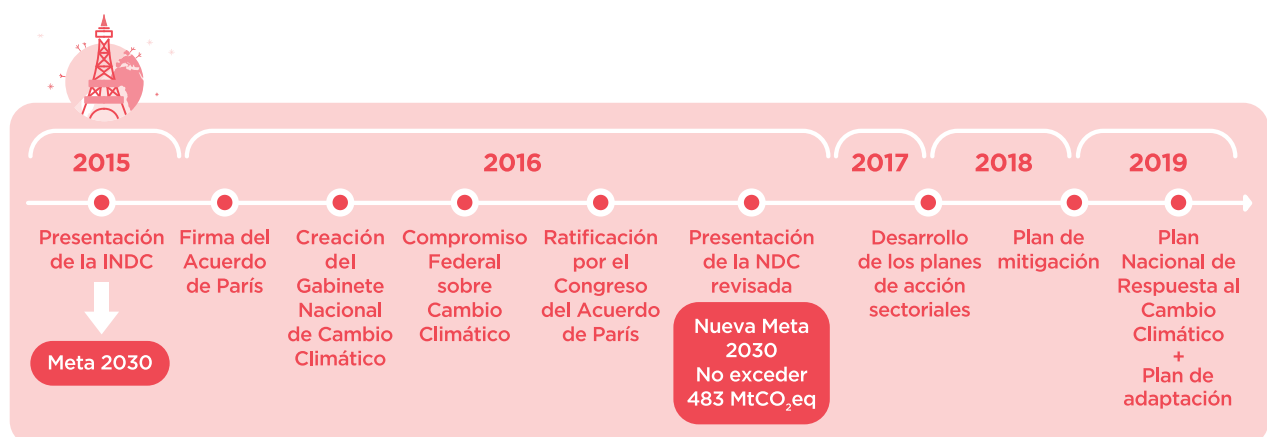 2015
2016
2017
2018
2019
Presentación
de la INDC
Meta 2030
Firma del
Acuerdo
de París
Creación
del
Gabinete
Nacional
de Cambio
Climático
Compromiso
Federal
sobre
Cambio
Climático
Ratificación
por el
Congreso
del Acuerdo
de París
Presentación
de la NDC
revisada
Nueva Meta
2030
No exceder
483 MtCO₂eq
Desarrollo
de los planes
de acción
sectoriales
Plan de
mitigación
Plan
Nacional de
Respuesta al
Cambio
Climático
+
Plan de
adaptación